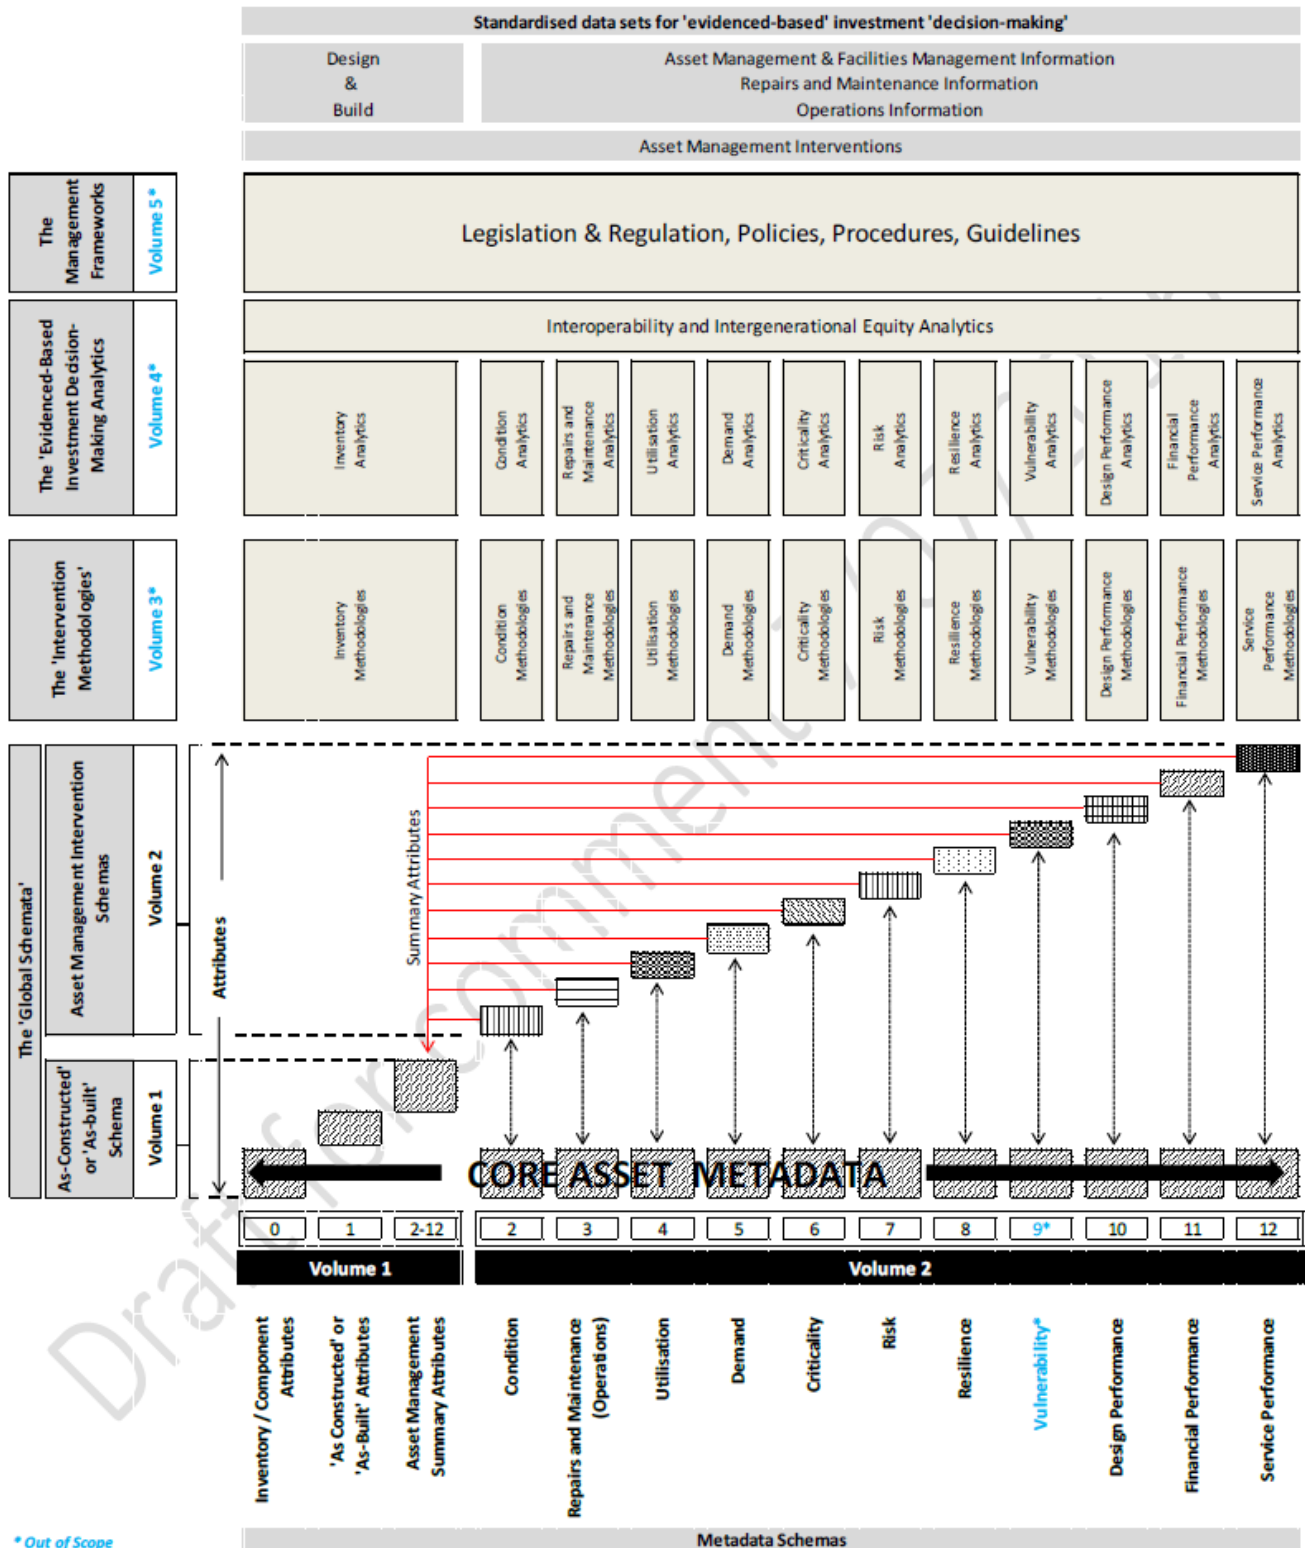 Standardised data sets for 'evidenced-based' investment 'decision-making'
Design
&
Build
Asset Management & Facilities Management Information
Repairs and Maintenance Information
Operations Information
Asset Management Interventions
The
Management
Frameworks
Volume 5*
Legislation & Regulation, Policies, Procedures, Guidelines
The 'Evidenced-Based
Investment Decision-
Making Analytics
Volume 4*
Interoperability and Intergenerational Equity Analytics
Inventory
Analytics
Condition
Analytics
Repairs and
Maintenance
Analytics
Utilisation
Analytics
Demand
Analytics
Criticality
Analytics
Risk
Analytics
Resilience
Analytics
Vulnerability
Analytics
Design Performance
Analytics
Financial
Performance
Analytics
Service Performance
Analytics
The 'Intervention
Methodologies'
Volume 3*
Inventory
Methodologies
Condition
Methodologies
Repairs and
Maintenance
Methodologies
Utilisation
Methodologies
Demand
Methodologies
Criticality
Methodologies
Risk
Methodologies
Resilience
Methodologies
Vulnerability
Methodologies
Design Performance
Methodologies
Financial Performance
Methodologies
Service
Performance
Methodologies
The 'Global Schemata'
Asset Management Intervention
Schemas
Volume 2
Attributes
Summary Attributes
As-Constructed'
or 'As-built'
Schema
Volume 1
CORE ASSET METADATA
0
1
2-12
2
3
4
5
6
7
8
9*
10
11
12
Volume 1
Volume 2
Inventory / Component
Attributes
'As Constructed' or
'As-Built' Attributes
Asset Management
Summary Attributes
Condition
Repairs and Maintenance
(Operations)
Utilisation
Demand
Criticality
Risk
Resilience
Vulnerability*
Design Performance
Financial Performance
Service Performance
* Out of Scope
Metadata Schemas
Draft for comment